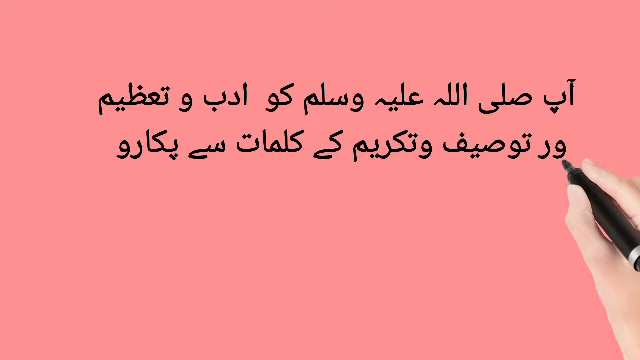 آپ صلی اللہ علیہ وسلم کو ادب و تعظیم
ور توصیف وتکریم کے کلمات سے پکارو